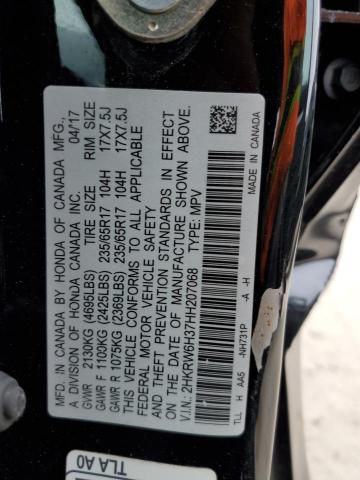 MFD. IN CANADA BY HONDA OF CANADA MFG.,
A DIVISION OF HONDA CANADA INC. 04/17
GVWR 2130KG (4695LBS) TIRE SIZE RIM SIZE
GAWR F 1100KG (2425LBS) 235/65R17 104H 17X7.5J
GAWR R 1075KG (2369LBS) 235/65R17 104H 17X7.5J
THIS VEHICLE CONFORMS TO ALL APPLICABLE
FEDERAL MOTOR VEHICLE SAFETY
AND THEFT PREVENTION STANDARDS IN EFFECT
ON THE DATE OF MANUFACTURE SHOWN ABOVE.
V.I.N: 2HKRW6H37HH207068 TYPE: MPV
TLL H AA5 -NH731P -A -H
MADE IN CANADA
TLA A0